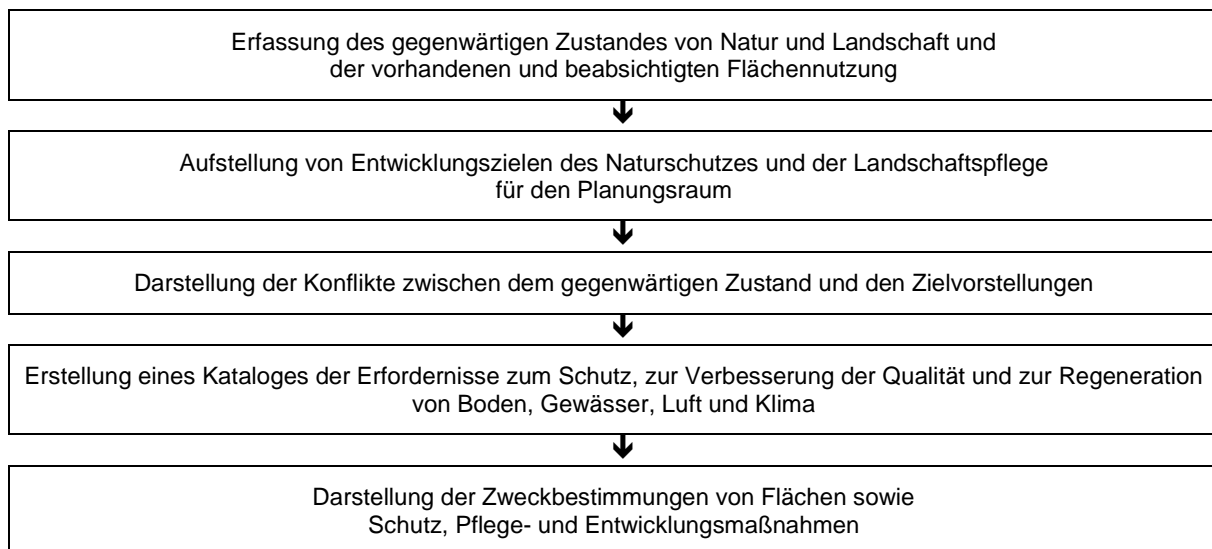 Erfassung des gegenwärtigen Zustandes von Natur und Landschaft und
der vorhandenen und beabsichtigten Flächennutzung
Aufstellung von Entwicklungszielen des Naturschutzes und der Landschaftspflege
für den Planungsraum
Darstellung der Konflikte zwischen dem gegenwärtigen Zustand und den Zielvorstellungen
Erstellung eines Kataloges der Erfordernisse zum Schutz, zur Verbesserung der Qualität und zur Regeneration
von Boden, Gewässer, Luft und Klima
Darstellung der Zweckbestimmungen von Flächen sowie
Schutz, Pflege- und Entwicklungsmaßnahmen